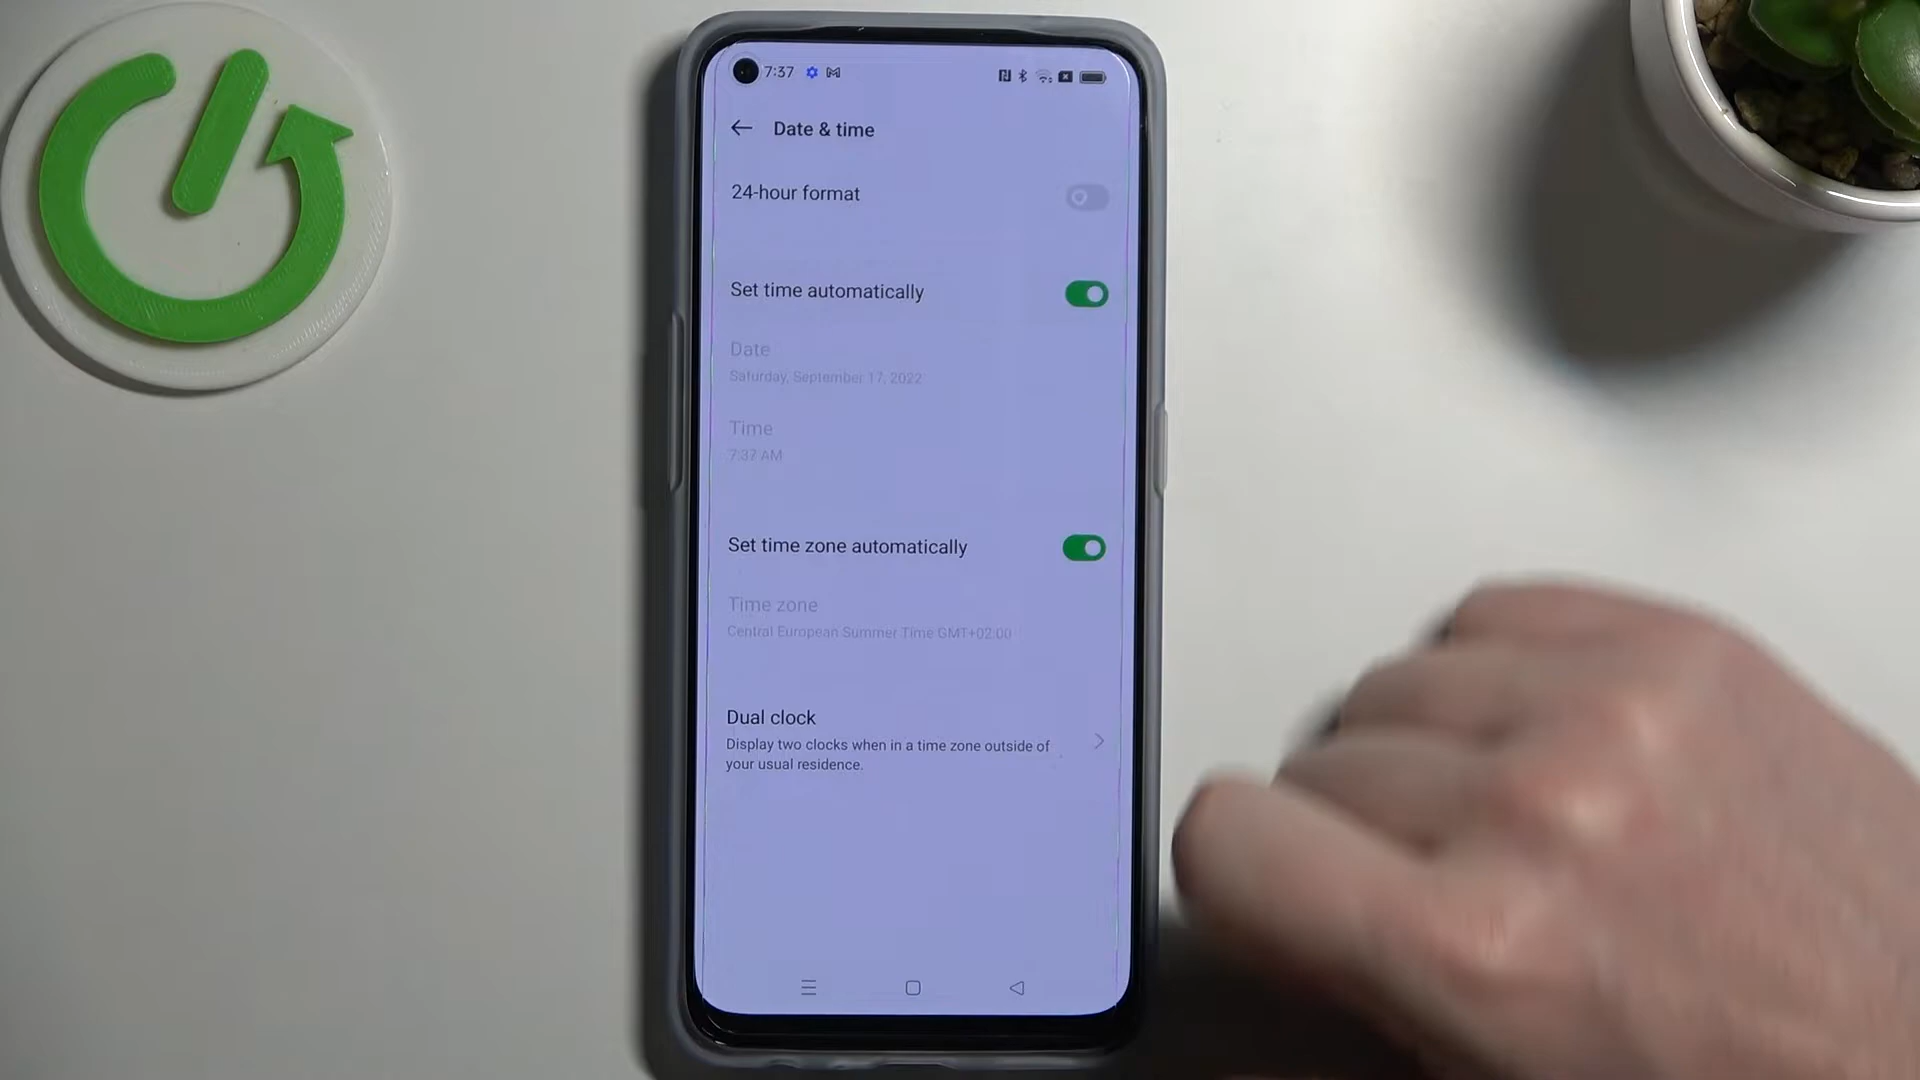 7:37
Date & time
24-hour format
Set time automatically
Date
Saturday, September 17, 2022
Time
7:37 AM
Set time zone automatically
Time zone
Central European Summer Time GMT+02:00
Dual clock
Display two clocks when in a time zone outside of
your usual residence.